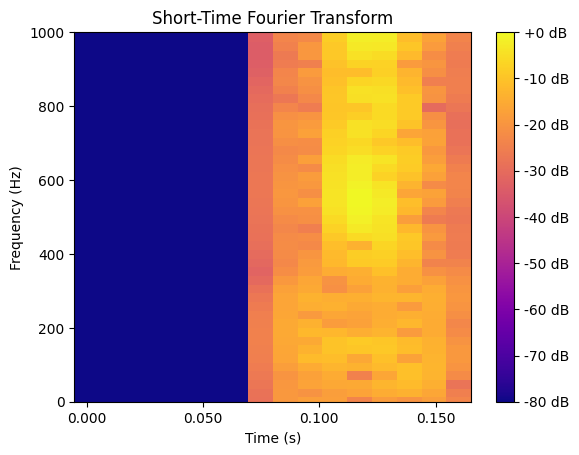 Short-Time Fourier Transform
Frequency (Hz)
1000
800
600
400
200
0
0.000
0.050
0.100
0.150
Time (s)
+0 dB
-10 dB
-20 dB
-30 dB
-40 dB
-50 dB
-60 dB
-70 dB
-80 dB